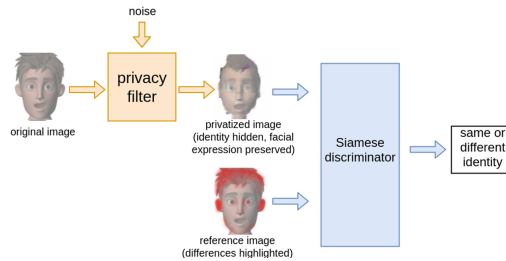 noise
privacy
filter
original image
privatized image
(identity hidden, facial
expression preserved)
Siamese
discriminator
same or
different
identity
reference image
(differences highlighted)